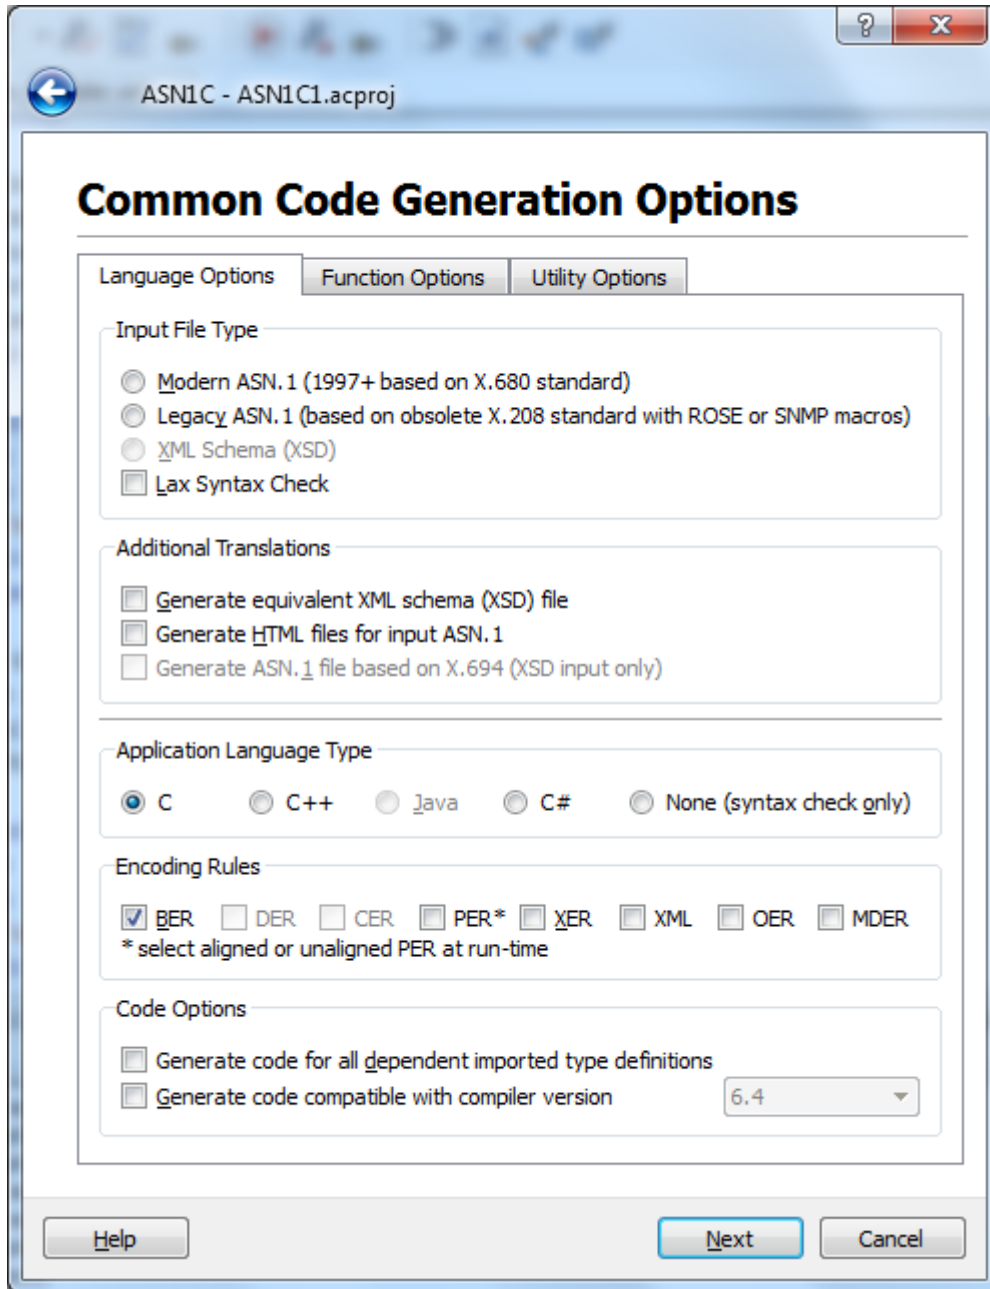 ?
X
ASN1C - ASN1C1.acproj
Common Code Generation Options
Language Options Function Options Utility Options
Input File Type
Modern ASN.1 (1997+ based on X.680 standard)
Legacy ASN.1 (based on obsolete X.208 standard with ROSE or SNMP macros)
XML Schema (XSD)
Lax Syntax Check
Additional Translations
Generate equivalent XML schema (XSD) file
Generate HTML files for input ASN.1
Generate ASN.1 file based on X.694 (XSD input only)
Application Language Type
C C++ Java C# None (syntax check only)
Encoding Rules
BER DER CER PER* XER XML OER MDER
* select aligned or unaligned PER at run-time
Code Options
Generate code for all dependent imported type definitions
Generate code compatible with compiler version 6.4
Help Next Cancel